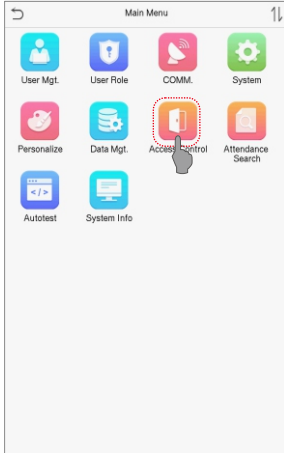 Main Menu
User Mgt.
User Role
COMM.
System
Personalize
Data Mgt.
Access Control
Attendance
Search
</>
Autotest
System Info